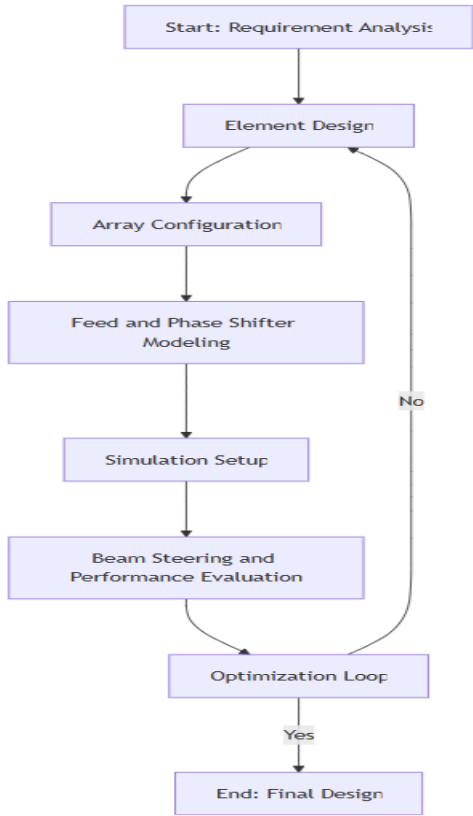 Start: Requirement Analysis
Element Design
Array Configuration
Feed and Phase Shifter
Modeling
Simulation Setup
Beam Steering and
Performance Evaluation
No
Optimization Loop
Yes
End: Final Design